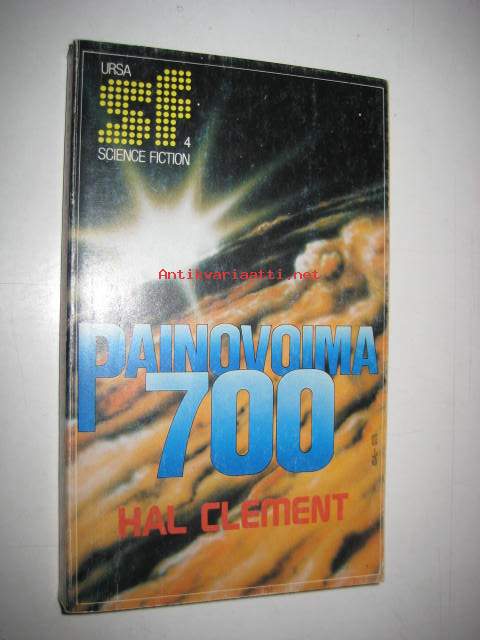 URSA
sf
4
SCIENCE FICTION
Antikvariaatti.net
PAINOVOIMA
700
HAL CLEMENT